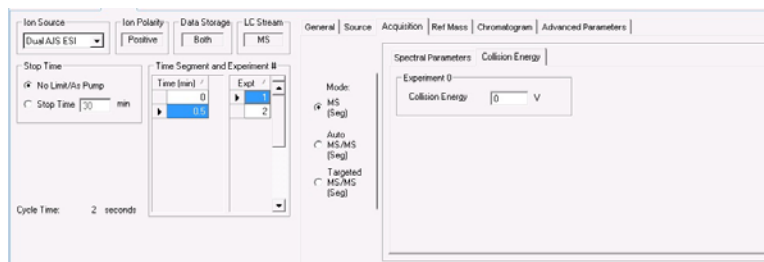 Ion Source
Dual AJS ESI
Ion Polarity
Positive
Data Storage
Both
LC Stream
MS
Stop Time
No Limit/As Pump
Stop Time 30 min
Cycle Time: 2 seconds
Time Segment and Experiment #
Time (min) Expt
0 1
0.5 2
General Source Acquisition Ref Mass Chromatogram Advanced Parameters
Mode:
MS
(Seg)
Auto
MS/MS
(Seg)
Targeted
MS/MS
(Seg)
Spectral Parameters Collision Energy
Experiment 0
Collision Energy 0 V